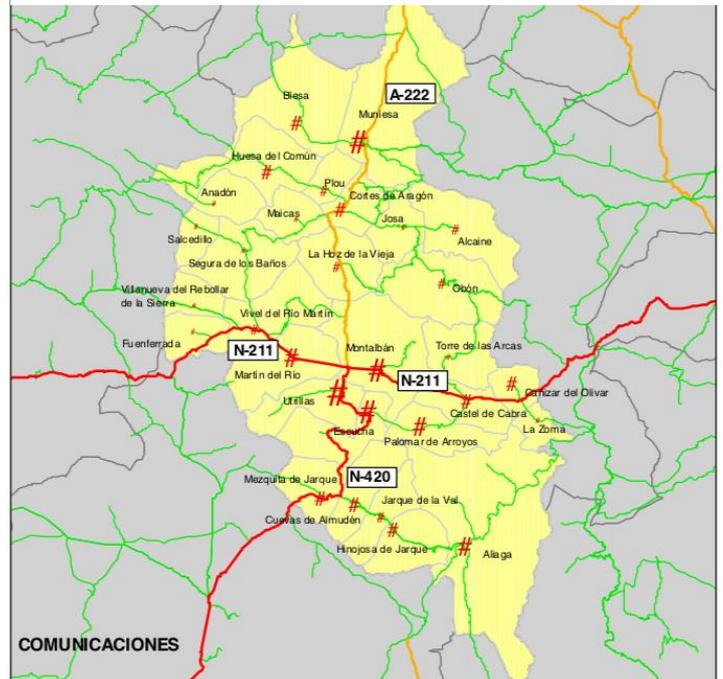 Blesa
A-222
Muniesa
Huesa del Común
Plou
Anadón
Cortes de Aragón
Maicas
Josa
Salcedillo
Alcaine
Segura de los Baños
La Hoz de la Vieja
Villanueva del Rebollar
de la Sierra
Obón
Vivel del Río Martín
Fuenferrada
N-211
Montalbán
Torre de las Arcas
Martín del Río
N-211
Cañizar del Olivar
Utrillas
Castel de Cabra
La Zoma
Escucha
Palomar de Arroyos
N-420
Mezquita de Jarque
Jarque de la Val
Cuevas de Almudén
Hinojosa de Jarque
Aliaga
COMUNICACIONES